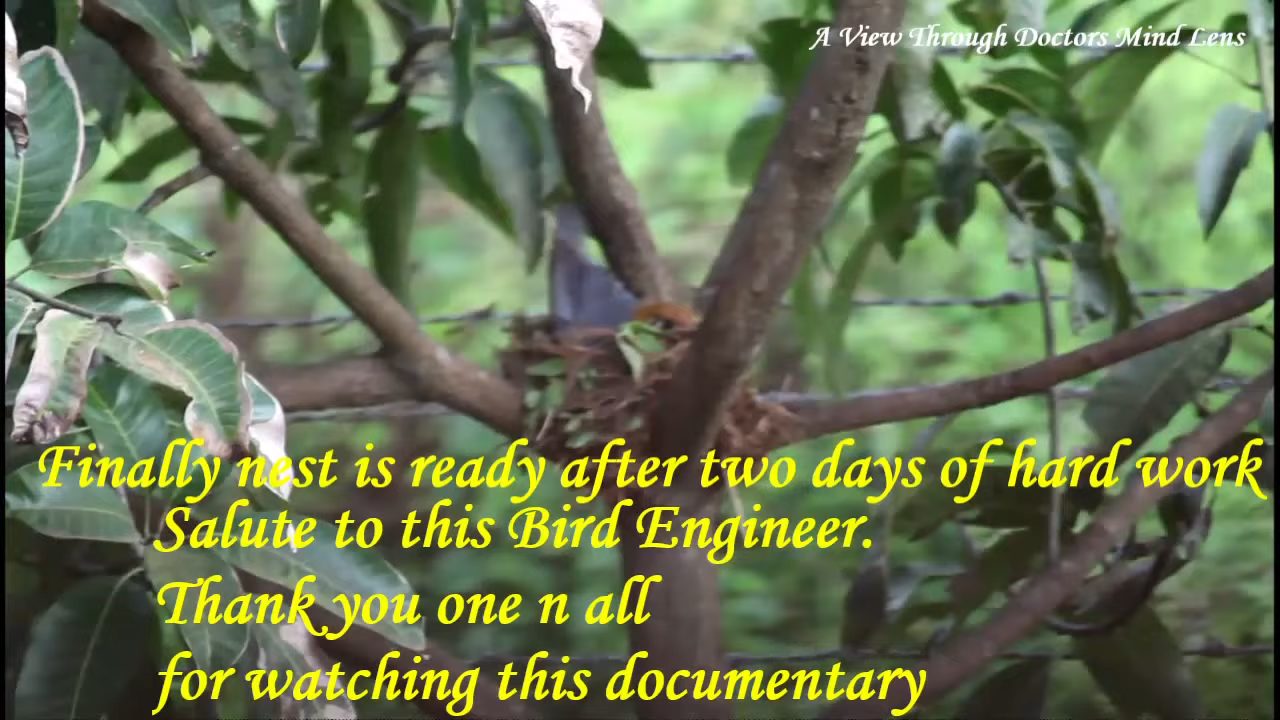 A View Through Doctors Mind Lens
Finally nest is ready after two days of hard work
Salute to this Bird Engineer.
Thank you one n all
for watching this documentary